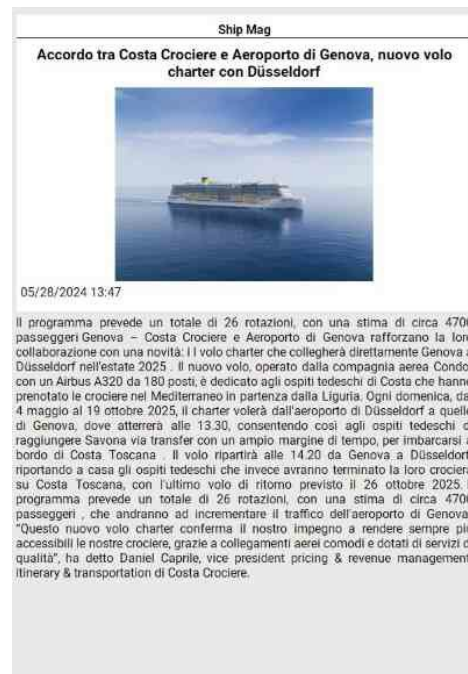 Ship Mag
Accordo tra Costa Crociere e Aeroporto di Genova, nuovo volo
charter con Düsseldorf
05/28/2024 13:47
Il programma prevede un totale di 26 rotazioni, con una stima di circa 4700
passeggeri Genova – Costa Crociere e Aeroporto di Genova rafforzano la loro
collaborazione con una novità: i l volo charter che collegherà direttamente Genova a
Düsseldorf nell'estate 2025 . Il nuovo volo, operato dalla compagnia aerea Condor
con un Airbus A320 da 180 posti, è dedicato agli ospiti tedeschi di Costa che hanno
prenotato le crociere nel Mediterraneo in partenza dalla Liguria. Ogni domenica, dal
4 maggio al 19 ottobre 2025, il charter volerà dall'aeroporto di Düsseldorf a quello
di Genova, dove atterrerà alle 13.30, consentendo così agli ospiti tedeschi di
raggiungere Savona via transfer con un ampio margine di tempo, per imbarcarsi a
bordo di Costa Toscana . Il volo ripartirà alle 14.20 da Genova a Düsseldorf,
riportando a casa gli ospiti tedeschi che invece avranno terminato la loro crociera
su Costa Toscana, con l'ultimo volo di ritorno previsto il 26 ottobre 2025.
programma prevede un totale di 26 rotazioni, con una stima di circa 4700
passeggeri , che andranno ad incrementare il traffico dell'aeroporto di Genova.
"Questo nuovo volo charter conferma il nostro impegno a rendere sempre più
accessibili le nostre crociere, grazie a collegamenti aerei comodi e dotati di servizi di
qualità", ha detto Daniel Caprile, vice president pricing & revenue management
itinerary & transportation di Costa Crociere.